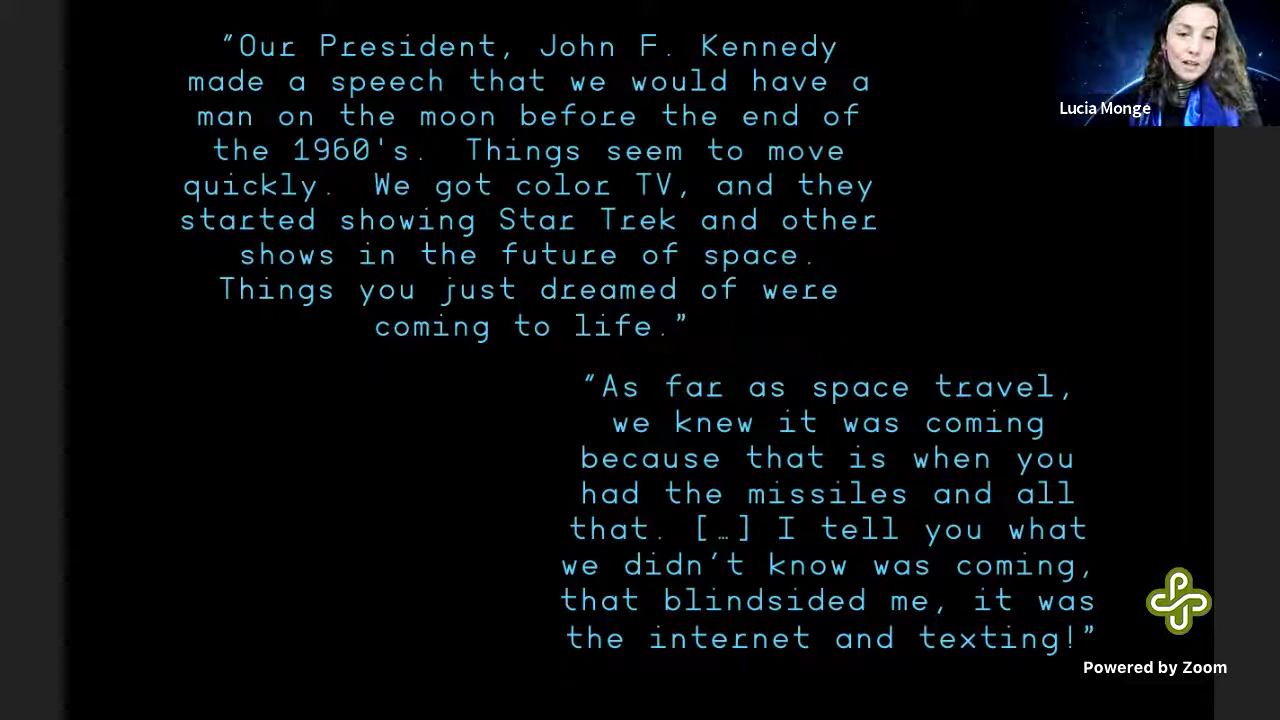 “Our President, John F. Kennedy
made a speech that we would have a
man on the moon before the end of
the 1960's.  Things seem to move
quickly.  We got color TV, and they
started showing Star Trek and other
shows in the future of space.
Things you just dreamed of were
coming to life.”
“As far as space travel,
we knew it was coming
because that is when you
had the missiles and all
that. […] I tell you what
we didn’t know was coming,
that blindsided me, it was
the internet and texting!”
Lucia Monge
Powered by Zoom